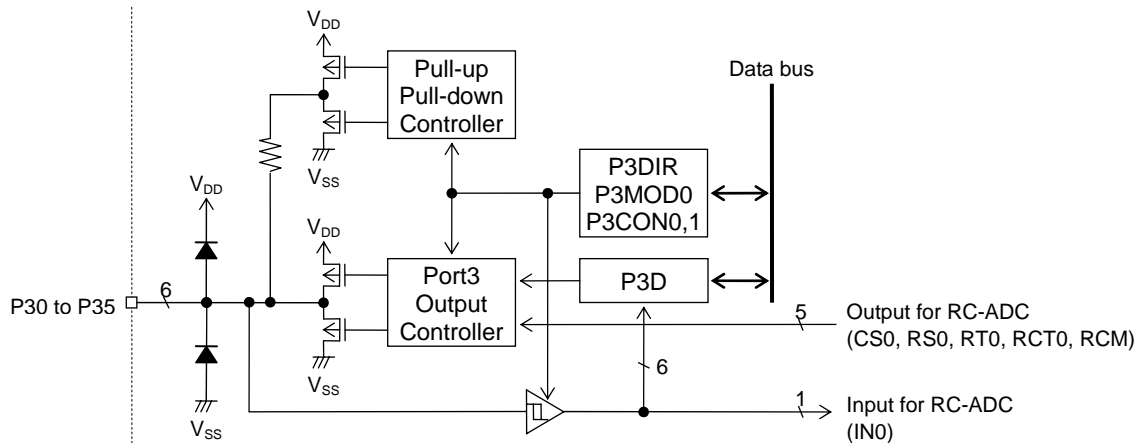 VDD
Pull-up
Pull-down
Controller
VSS
Data bus
P3DIR
P3MOD0
P3CON0,1
VDD
VDD
Port3
Output
Controller
P3D
P30 to P35
6
5
Output for RC-ADC
(CS0, RS0, RT0, RCT0, RCM)
VSS
6
VSS
1
Input for RC-ADC
(IN0)